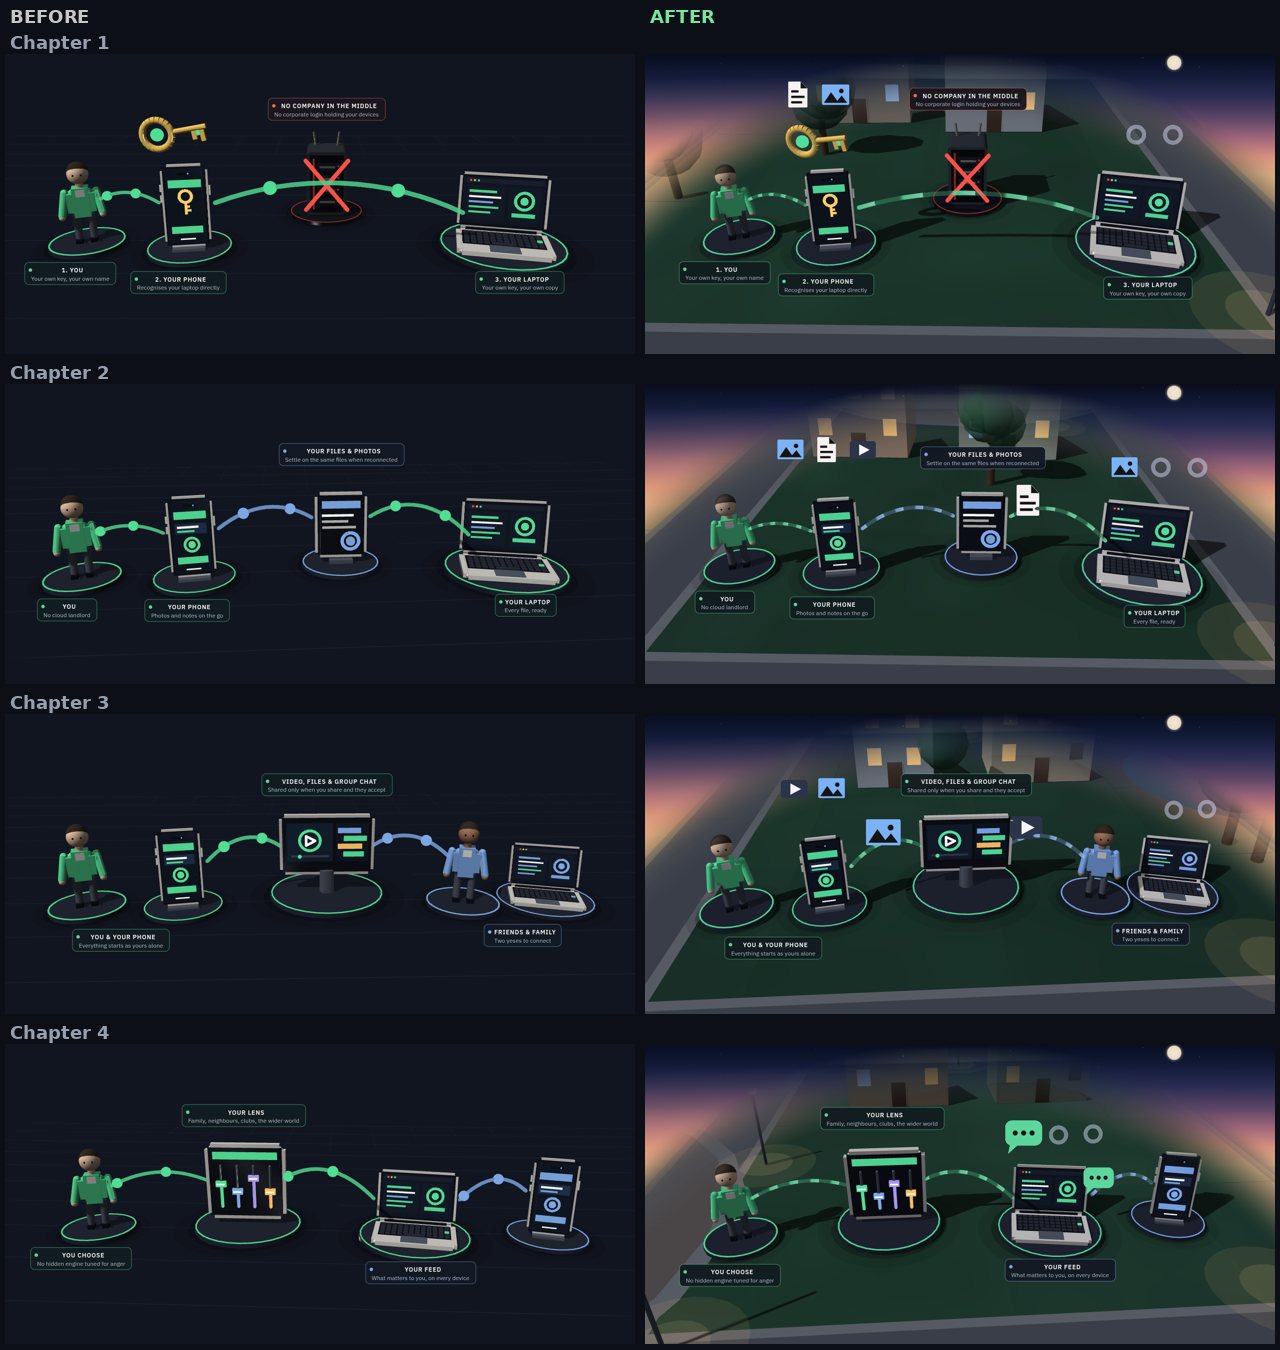 BEFORE
AFTER
Chapter 1
NO COMPANY IN THE MIDDLE
No corporate login holding your devices
1. YOU
Your own key, your own name
2. YOUR PHONE
Recognises your laptop directly
3. YOUR LAPTOP
Your own key, your own copy
NO COMPANY IN THE MIDDLE
No corporate login holding your devices
1. YOU
Your own key, your own name
2. YOUR PHONE
Recognises your laptop directly
3. YOUR LAPTOP
Your own key, your own copy
Chapter 2
YOUR FILES & PHOTOS
Settle on the same files when reconnected
YOU
No cloud landlord
YOUR PHONE
Photos and notes on the go
YOUR LAPTOP
Every file, ready
YOUR FILES & PHOTOS
Settle on the same files when reconnected
YOU
No cloud landlord
YOUR PHONE
Photos and notes on the go
YOUR LAPTOP
Every file, ready
Chapter 3
VIDEO, FILES & GROUP CHAT
Shared only when you share and they accept
YOU & YOUR PHONE
Everything starts as yours alone
FRIENDS & FAMILY
Two yeses to connect
VIDEO, FILES & GROUP CHAT
Shared only when you share and they accept
YOU & YOUR PHONE
Everything starts as yours alone
FRIENDS & FAMILY
Two yeses to connect
Chapter 4
YOUR LENS
Family, neighbours, clubs, the wider world
YOU CHOOSE
No hidden engine tuned for anger
YOUR FEED
What matters to you, on every device
YOUR LENS
Family, neighbours, clubs, the wider world
YOU CHOOSE
No hidden engine tuned for anger
YOUR FEED
What matters to you, on every device